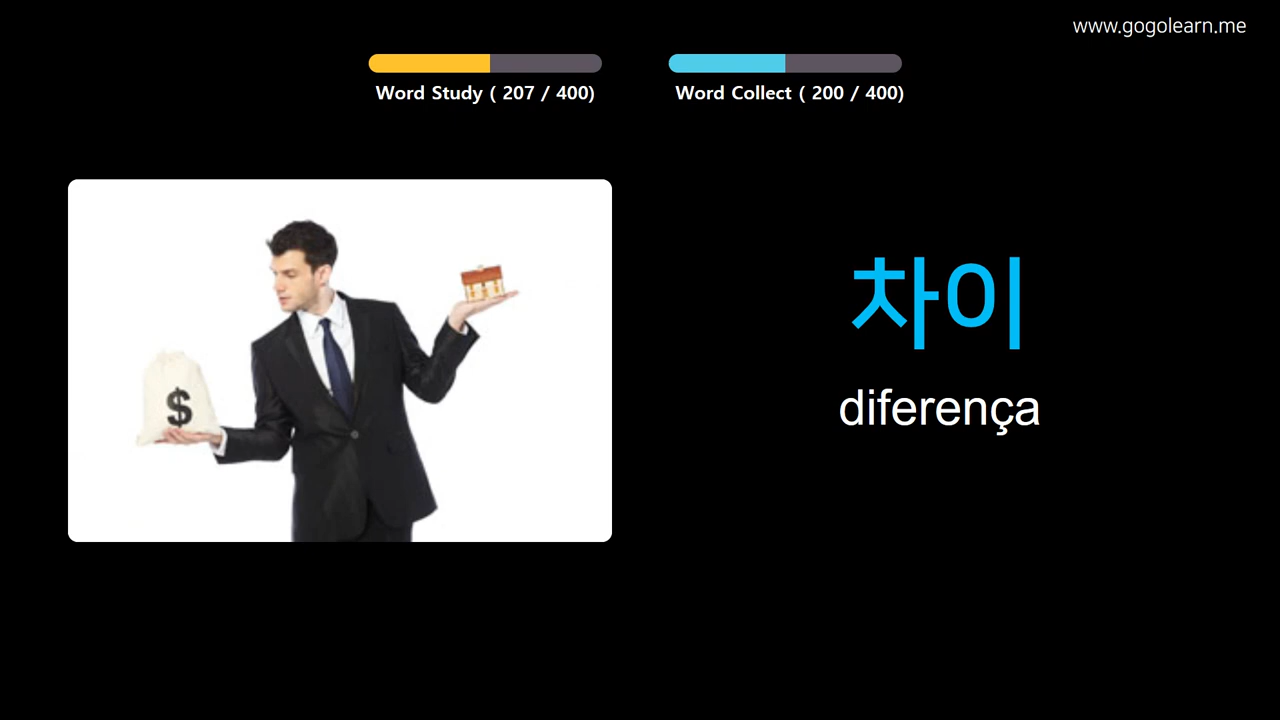 www.gogolearn.me
Word Study ( 207 / 400)
Word Collect ( 200 / 400)
$
차이
diferença